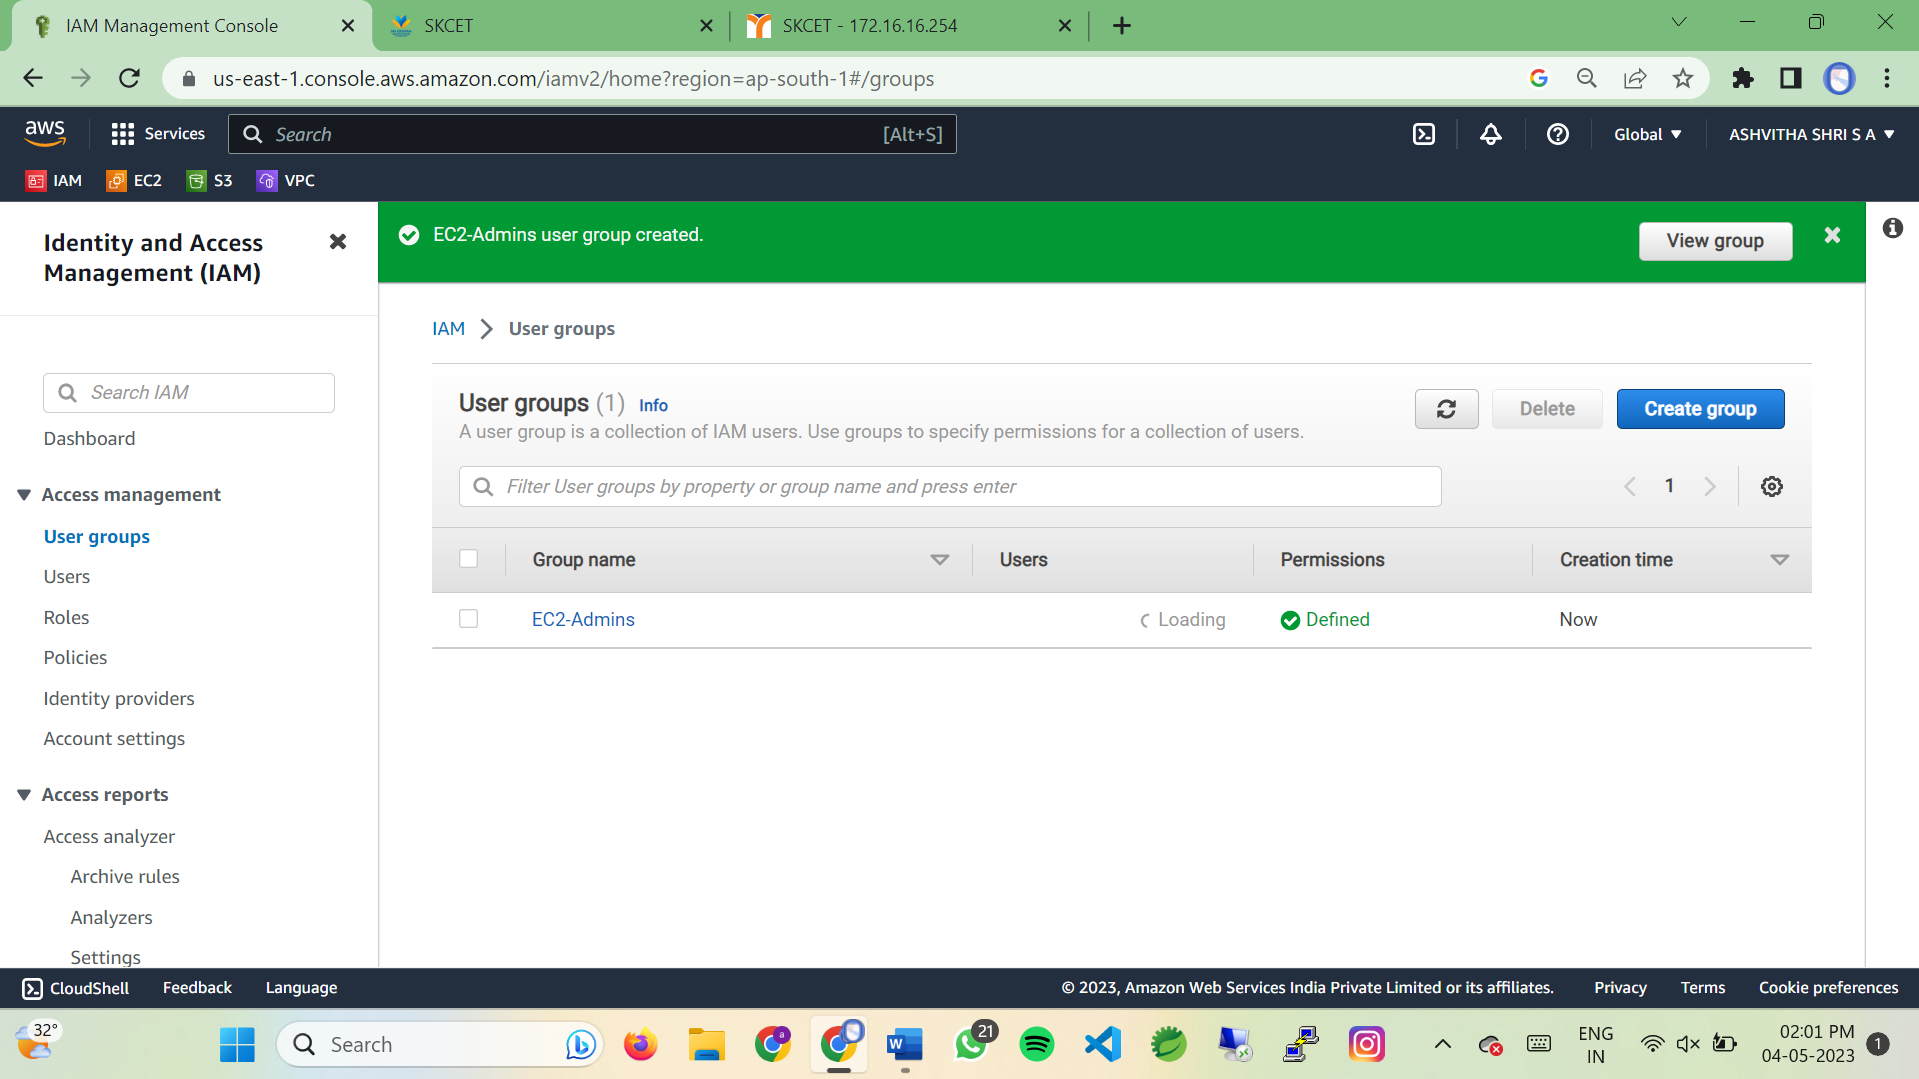 IAM Management Console
SKCET
SKCET - 172.16.16.254
us-east-1.console.aws.amazon.com/iamv2/home?region=ap-south-1#/groups
aws
Services
Search
[Alt+S]
Global
ASHVITHA SHRI S A
IAM
EC2
S3
VPC
Identity and Access
Management (IAM)
Search IAM
Dashboard
Access management
User groups
Users
Roles
Policies
Identity providers
Account settings
Access reports
Access analyzer
Archive rules
Analyzers
Settings
EC2-Admins user group created.
View group
IAM
User groups
User groups (1) Info
A user group is a collection of IAM users. Use groups to specify permissions for a collection of users.
Delete
Create group
Filter User groups by property or group name and press enter
1
Group name
Users
Permissions
Creation time
EC2-Admins
Loading
Defined
Now
CloudShell
Feedback
Language
© 2023, Amazon Web Services India Private Limited or its affiliates.
Privacy
Terms
Cookie preferences
32°
Search
a
W
21
ENG
IN
02:01 PM
04-05-2023
1